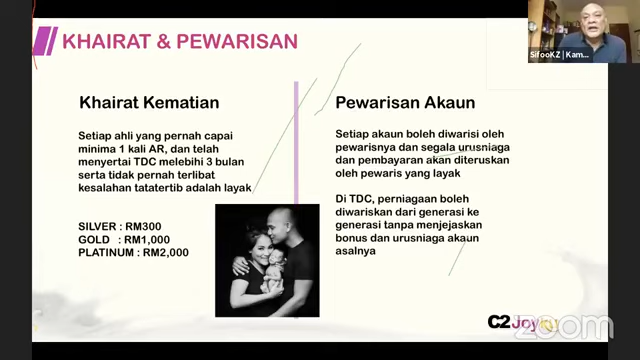 KHAIRAT & PEWARISAN
Khairat Kematian
Setiap ahli yang pernah capai
minima 1 kali AR, dan telah
menyertai TDC melebihi 3 bulan
serta tidak pernah terlibat
kesalahan tatatertib adalah layak
SILVER : RM300
GOLD : RM1,000
PLATINUM : RM2,000
Pewarisan Akaun
Setiap akaun boleh diwarisi oleh
pewarisnya dan segala urusniaga
dan pembayaran akan diteruskan
oleh pewaris yang layak
Di TDC, perniagaan boleh
diwariskan dari generasi ke
generasi tanpa menjejaskan
bonus dan urusniaga akaun
asalnya
SifooKZ | Kam...
C2Joy
zoom